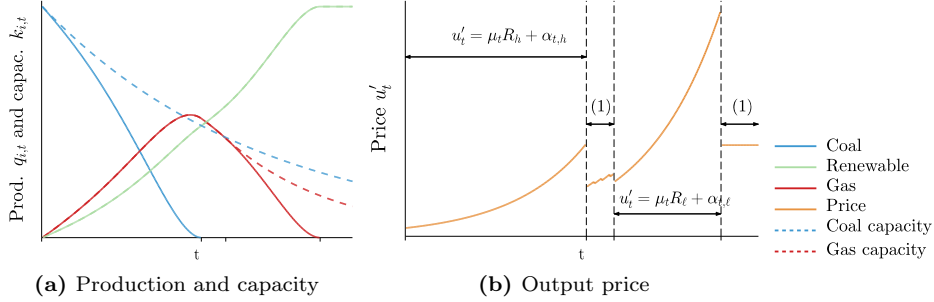 Prod. q_{i,t} and capac. k_{i,t}
t
(a) Production and capacity
Price u'_t
u'_t = μ_t R_h + α_{t,h}
(1)
(1)
u'_t = μ_t R_ℓ + α_{t,ℓ}
t
(b) Output price
Coal
Renewable
Gas
Price
Coal capacity
Gas capacity